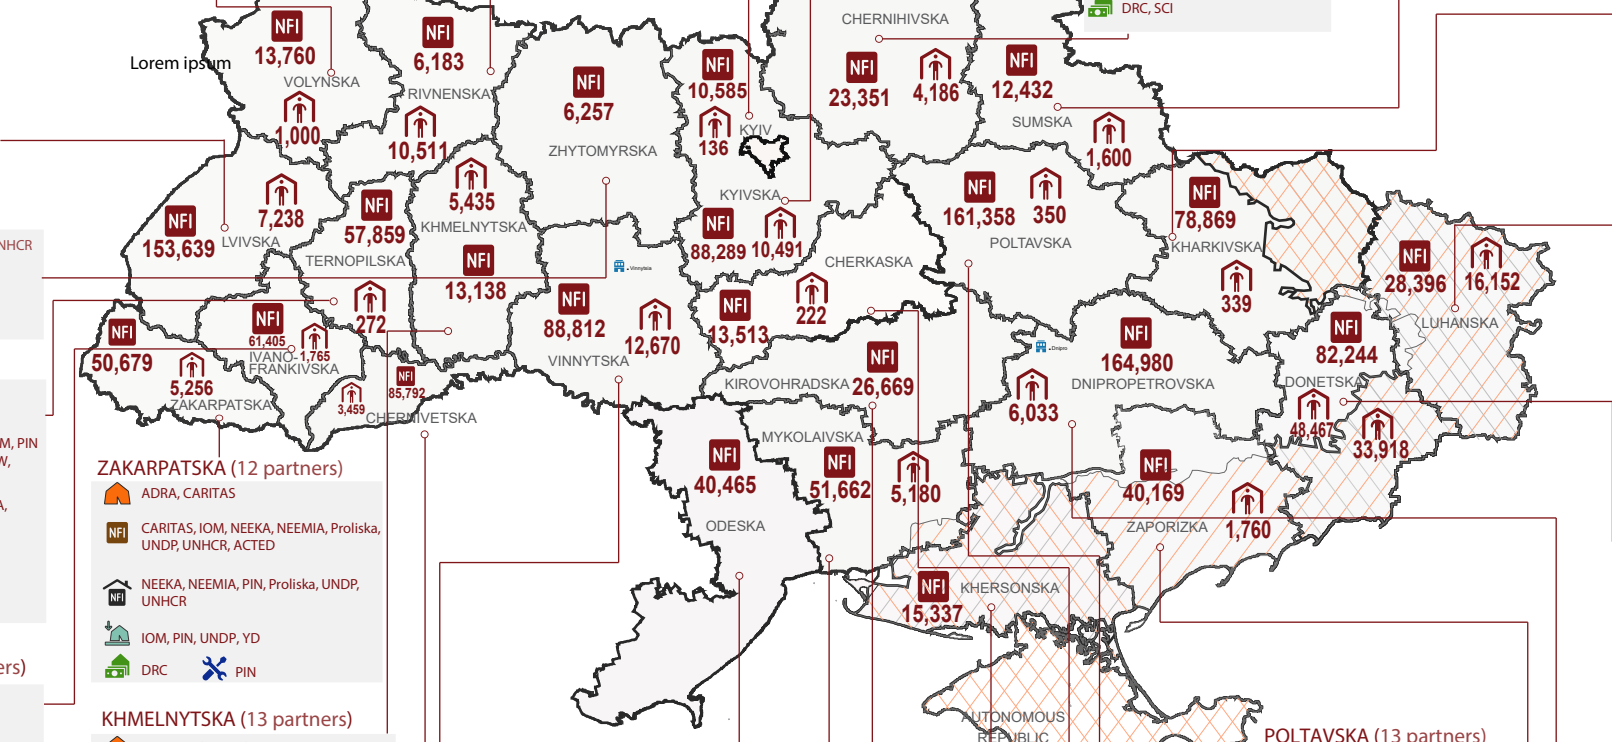 DRC, SCI
CHERNIHIVSKA
NFI
13,760
NFI
6,183
Lorem ipsum
VOLYNSKA
RIVNENSKA
1,000
10,511
NFI
6,257
ZHYTOMYRSKA
NFI
10,585
136
KYIV
KYIVSKA
NFI
23,351
4,186
NFI
12,432
SUMSKA
1,600
NFI
153,639
7,238
LVIVSKA
NFI
57,859
TERNOPILSKA
272
5,435
KHMELNYTSKA
NFI
13,138
NFI
88,289
10,491
CHERKASKA
NFI
161,358
350
POLTAVSKA
NFI
78,869
KHARKIVSKA
339
NFI
28,396
16,152
LUHANSKA
NHCR
Vinnytsia
NFI
50,679
5,256
ZAKARPATSKA
NFI
61,405
1,765
IVANO-
FRANKIVSKA
NFI
85,792
3,459
CHERNIVETSKA
NFI
88,812
12,670
VINNYTSKA
NFI
13,513
222
KIROVOHRADSKA
NFI
26,669
Dnipro
NFI
164,980
DNIPROPETROVSKA
6,033
NFI
82,244
DONETSKA
48,467
33,918
M, PIN
W,
A,
ZAKARPATSKA (12 partners)
ADRA, CARITAS
NFI
CARITAS, IOM, NEEKA, NEEMIA, Proliska,
UNDP, UNHCR, ACTED
NFI
NEEKA, NEEMIA, PIN, Proliska, UNDP,
UNHCR
IOM, PIN, UNDP, YD
DRC
PIN
ers)
KHMELNYTSKA (13 partners)
NFI
40,465
ODESKA
MYKOLAIVSKA
NFI
51,662
5,180
NFI
40,169
ZAPORIZKA
1,760
NFI
15,337
KHERSONSKA
AUTONOMOUS
REPUBLIC
POLTAVSKA (13 partners)